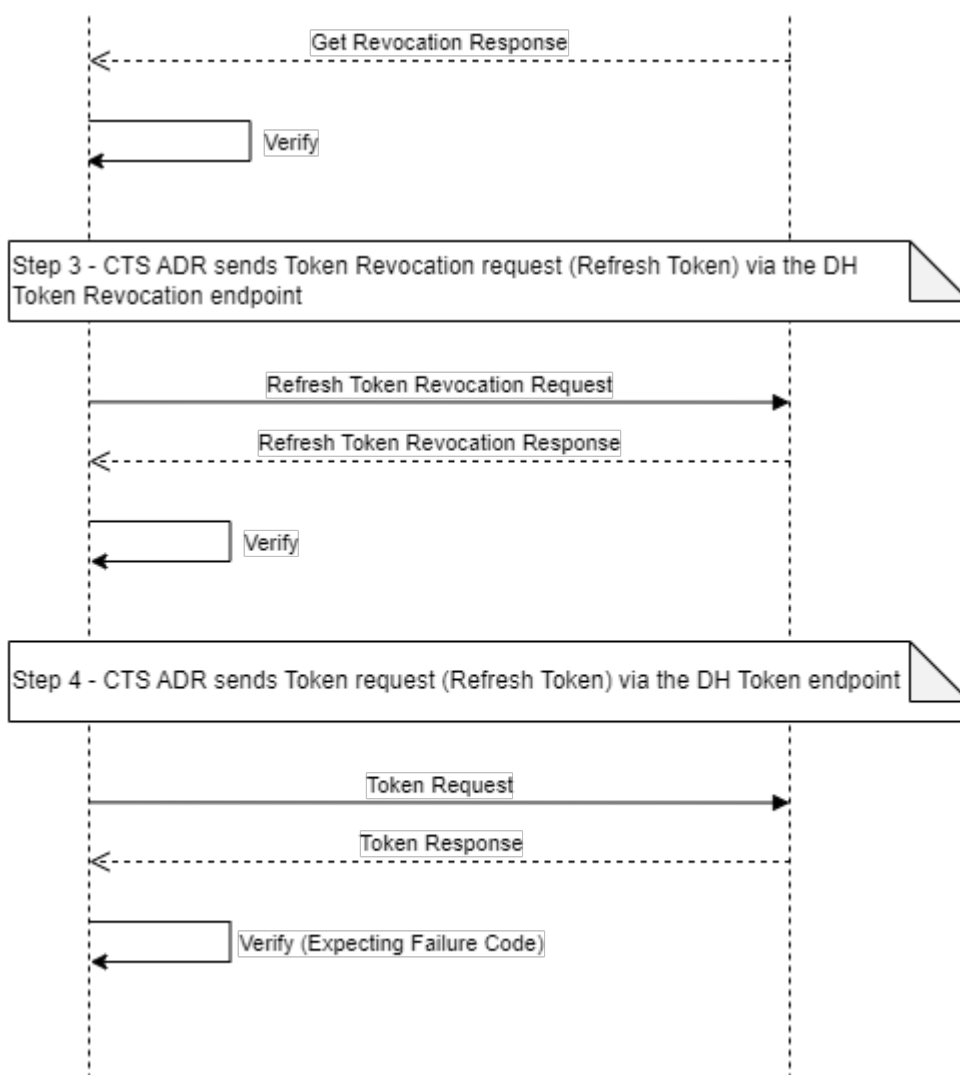 Get Revocation Response
Verify
Step 3 - CTS ADR sends Token Revocation request (Refresh Token) via the DH
Token Revocation endpoint
Refresh Token Revocation Request
Refresh Token Revocation Response
Verify
Step 4 - CTS ADR sends Token request (Refresh Token) via the DH Token endpoint
Token Request
Token Response
Verify (Expecting Failure Code)